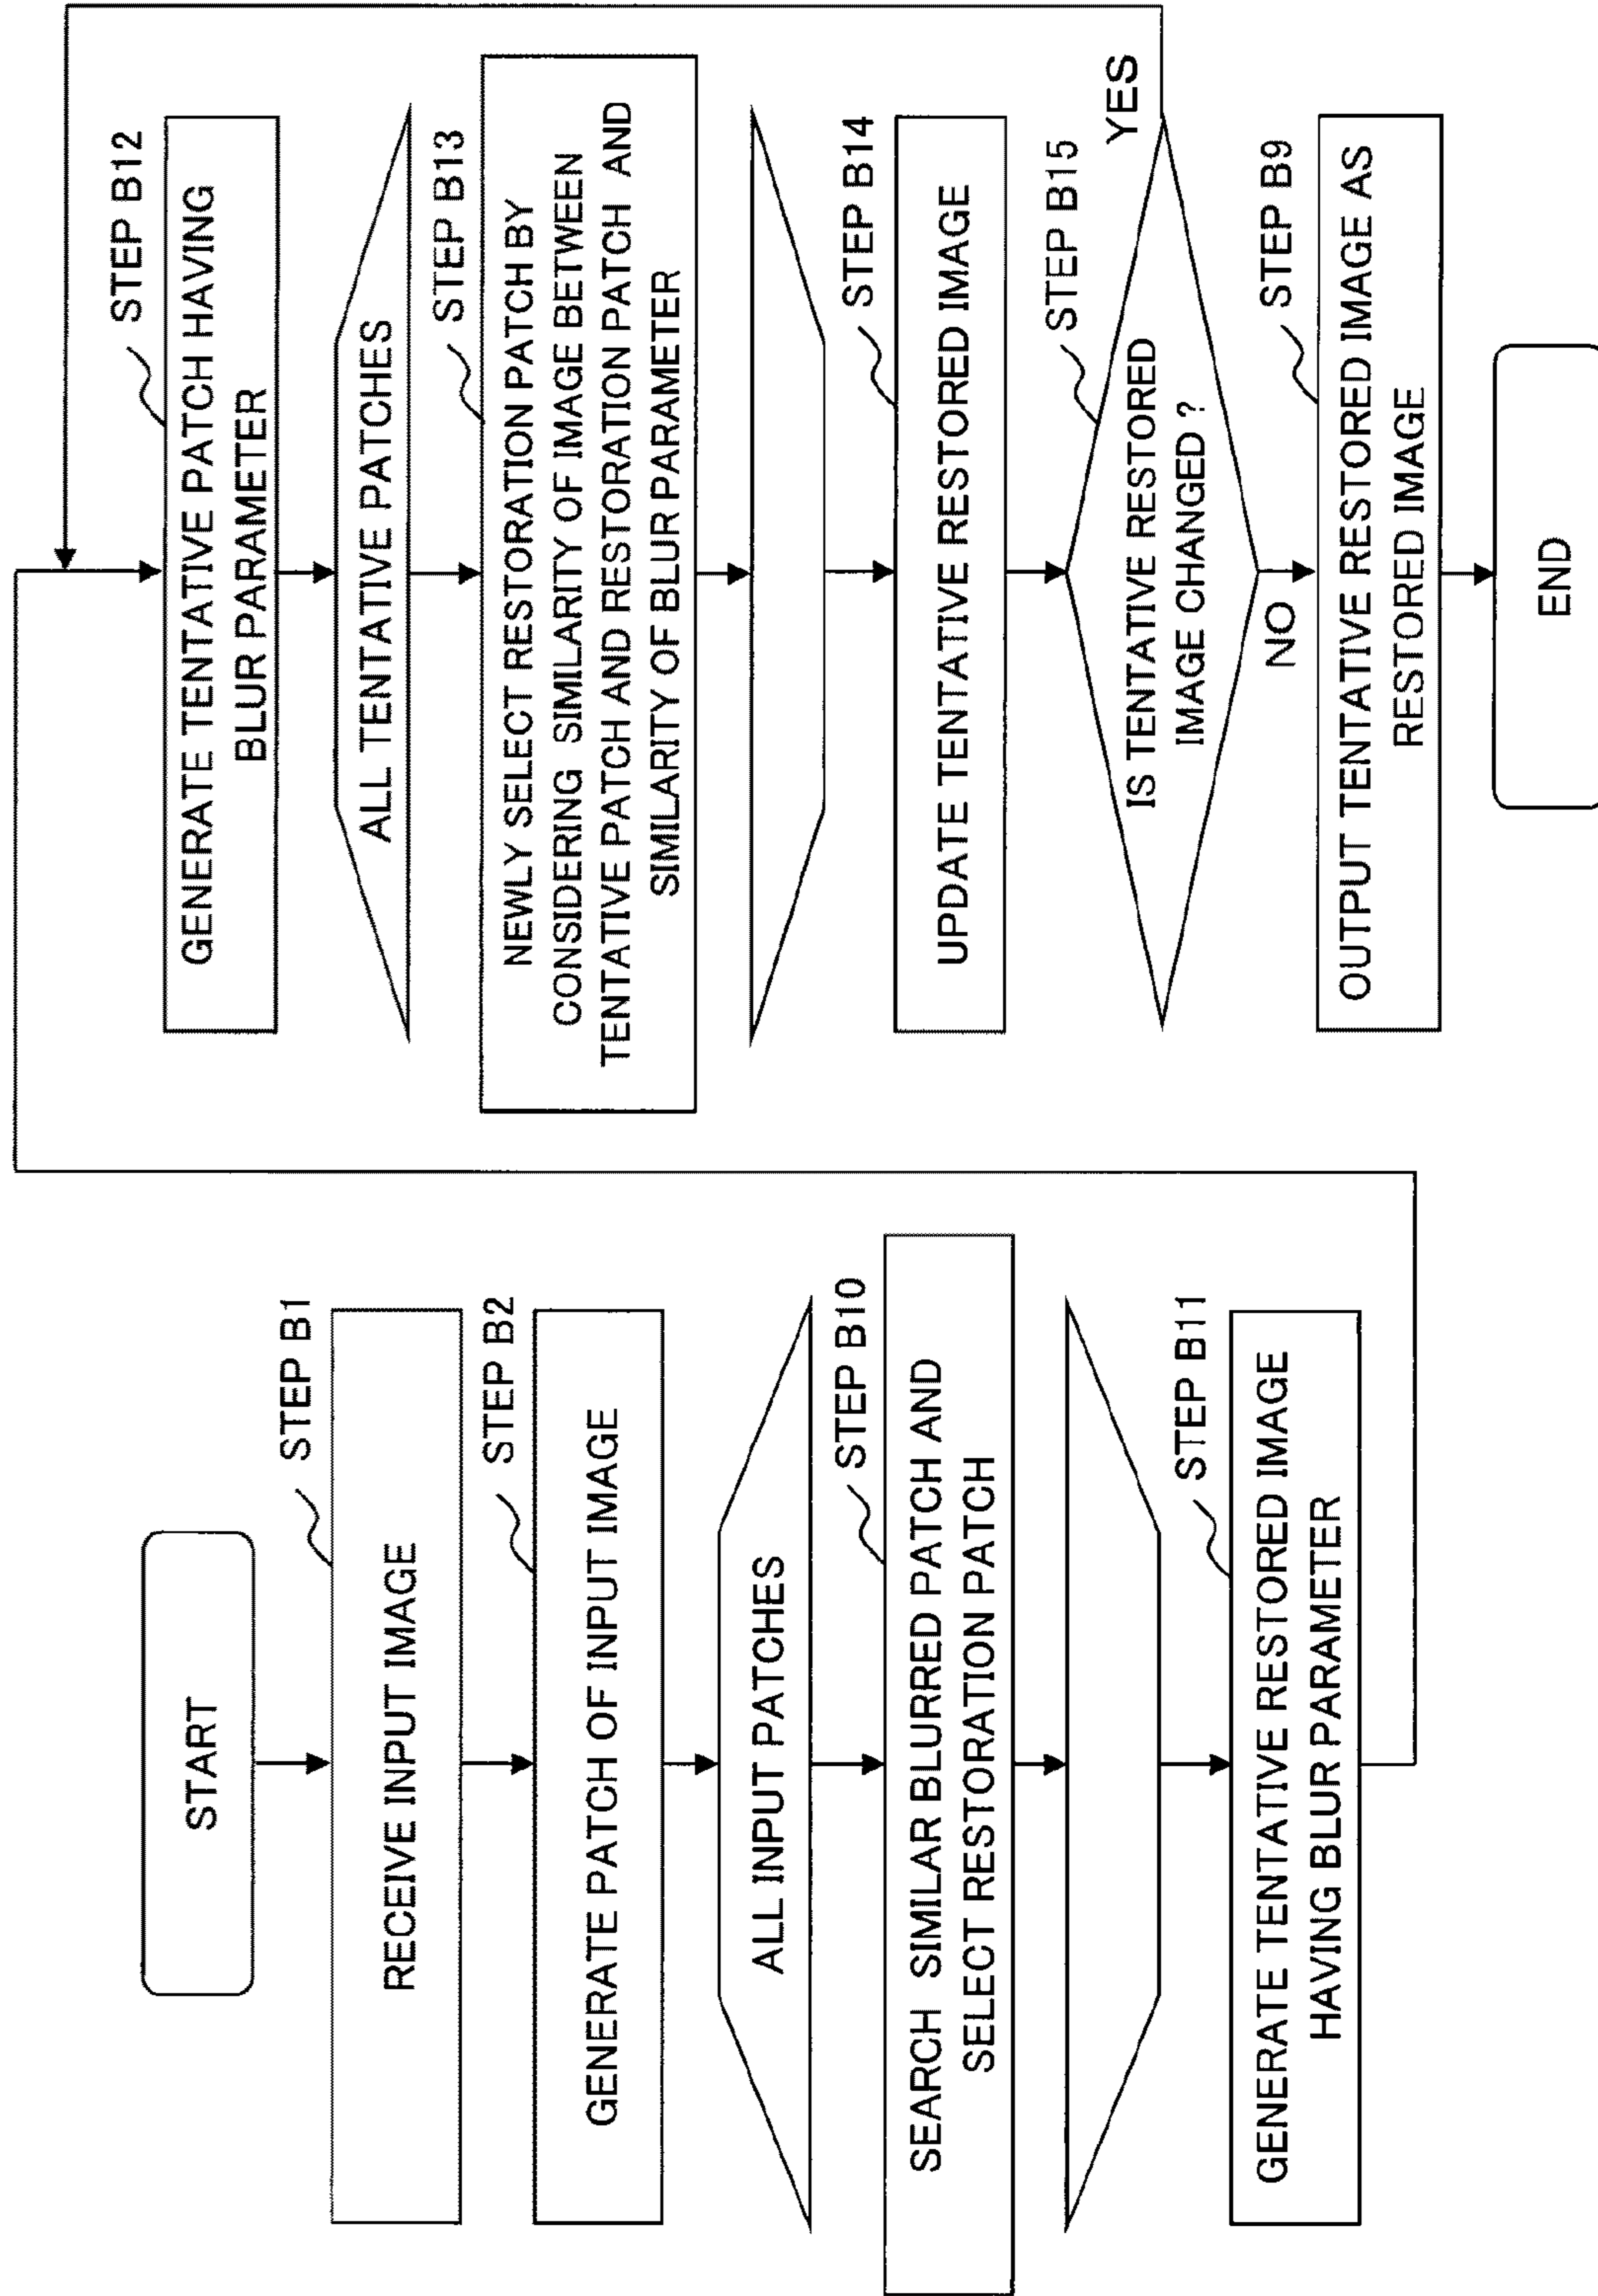 START
STEP B1
RECEIVE INPUT IMAGE
STEP B2
GENERATE PATCH OF INPUT IMAGE
ALL INPUT PATCHES
STEP B10
SEARCH SIMILAR BLURRED PATCH AND
SELECT RESTORATION PATCH
STEP B11
GENERATE TENTATIVE RESTORED IMAGE
HAVING BLUR PARAMETER
STEP B12
GENERATE TENTATIVE PATCH HAVING
BLUR PARAMETER
ALL TENTATIVE PATCHES
STEP B13
NEWLY SELECT RESTORATION PATCH BY
CONSIDERING SIMILARITY OF IMAGE BETWEEN
TENTATIVE PATCH AND RESTORATION PATCH AND
SIMILARITY OF BLUR PARAMETER
STEP B14
UPDATE TENTATIVE RESTORED IMAGE
STEP B15
IS TENTATIVE RESTORED
IMAGE CHANGED ?
YES
NO
STEP B9
OUTPUT TENTATIVE RESTORED IMAGE AS
RESTORED IMAGE
END